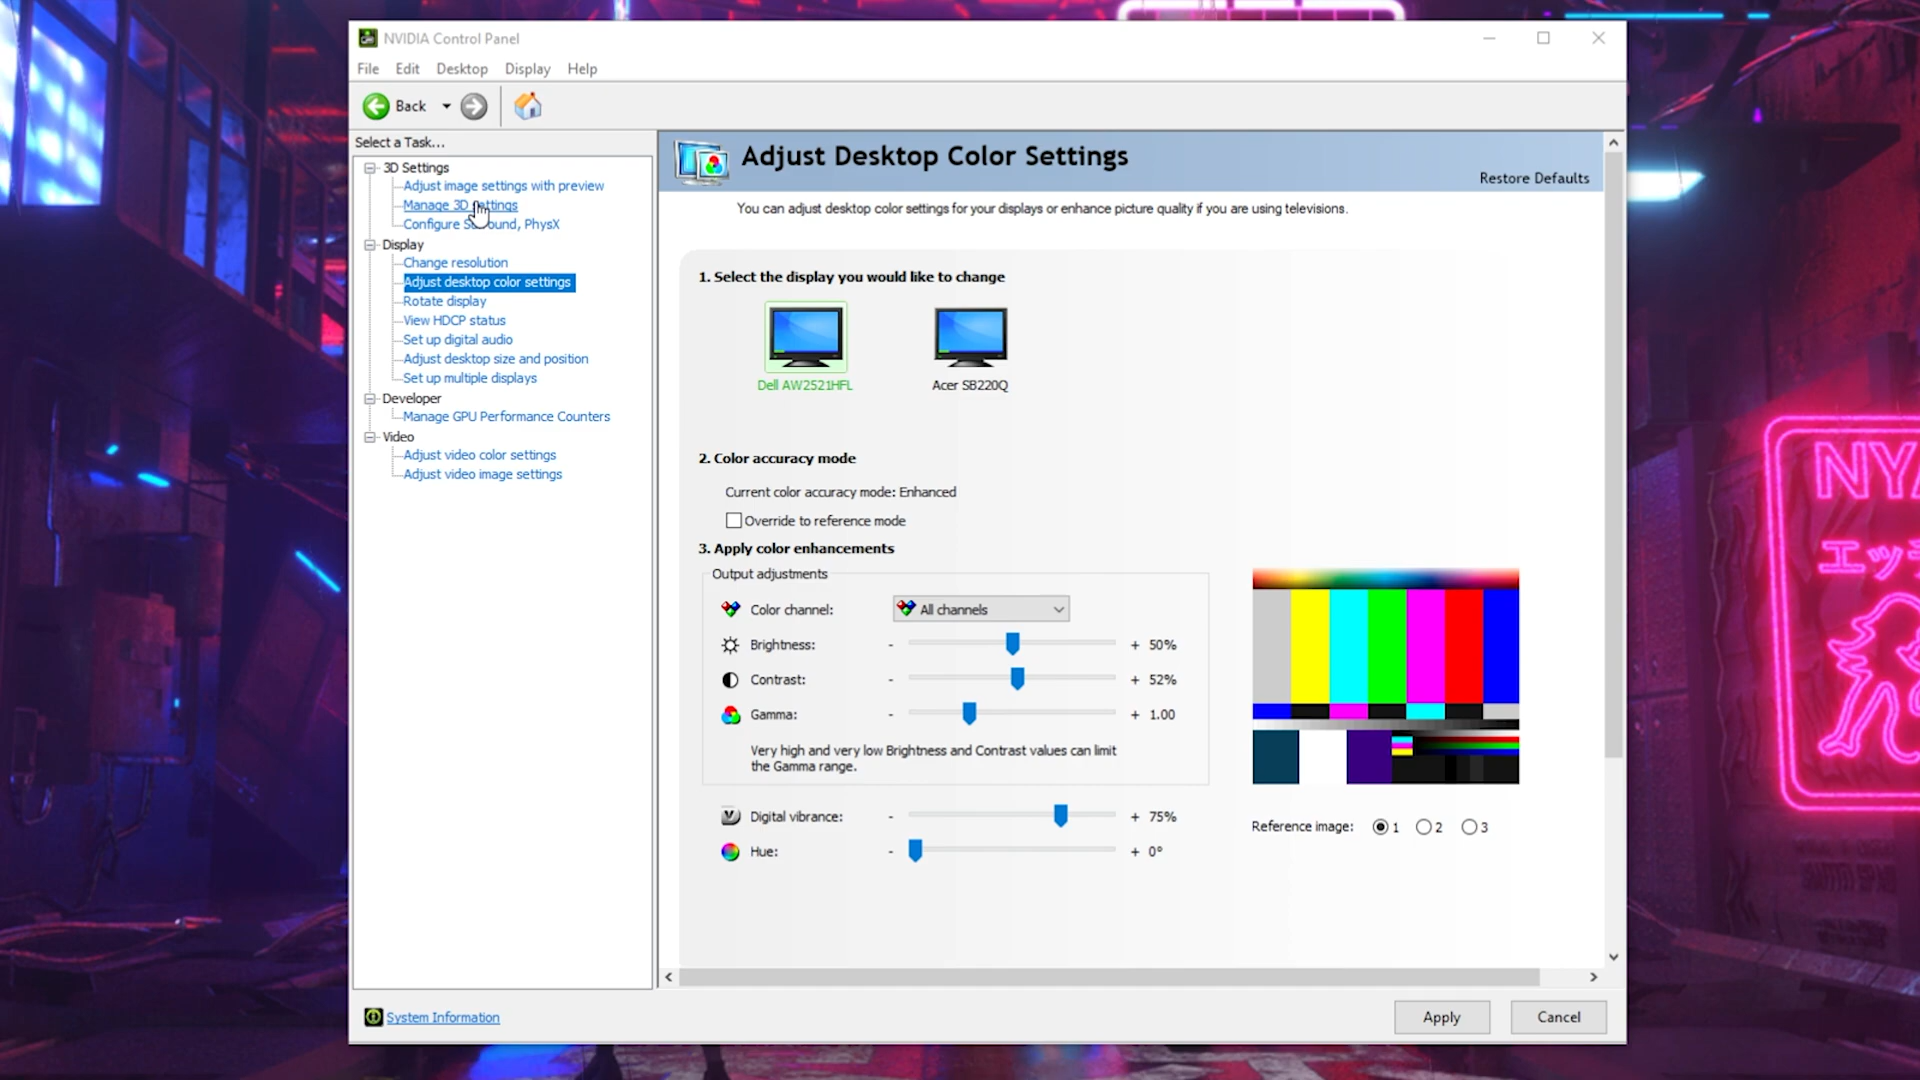 NVIDIA Control Panel
File Edit Desktop Display Help
Back
Select a Task...
3D Settings
Adjust image settings with preview
Manage 3D settings
Configure Surround, PhysX
Display
Change resolution
Adjust desktop color settings
Rotate display
View HDCP status
Set up digital audio
Adjust desktop size and position
Set up multiple displays
Developer
Manage GPU Performance Counters
Video
Adjust video color settings
Adjust video image settings
System Information
Adjust Desktop Color Settings
Restore Defaults
You can adjust desktop color settings for your displays or enhance picture quality if you are using televisions.
1. Select the display you would like to change
Dell AW2521HFL
Acer SB220Q
2. Color accuracy mode
Current color accuracy mode: Enhanced
Override to reference mode
3. Apply color enhancements
Output adjustments
Color channel: All channels
Brightness: - + 50%
Contrast: - + 52%
Gamma: - + 1.00
Very high and very low Brightness and Contrast values can limit
the Gamma range.
Digital vibrance: - + 75%
Hue: - + 0°
Reference image: 1 2 3
Apply Cancel
NYA
エッチ